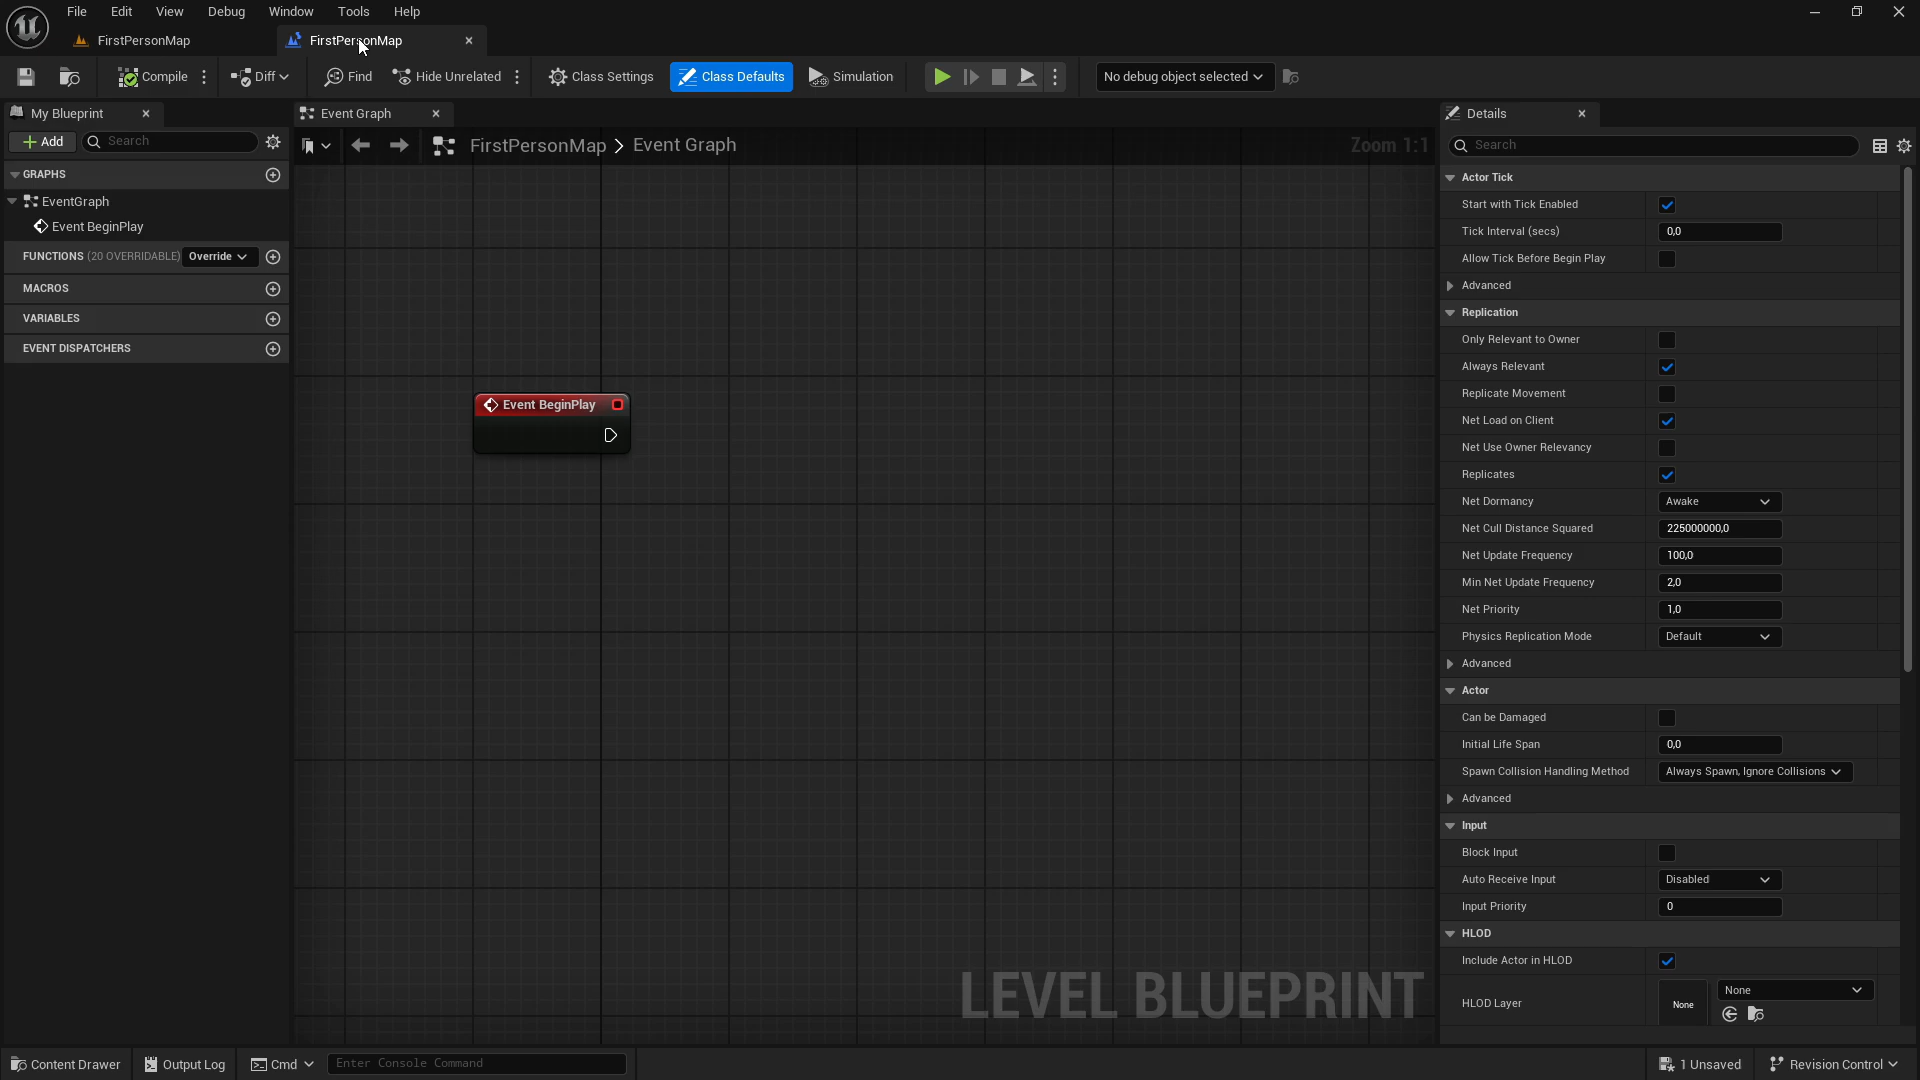 File Edit View Debug Window Tools Help
FirstPersonMap FirstPersonMap
Compile Diff Find Hide Unrelated Class Settings Class Defaults Simulation No debug object selected
My Blueprint Event Graph Details
Add Search FirstPersonMap > Event Graph Zoom 1:1 Search
GRAPHS
EventGraph
Event BeginPlay
FUNCTIONS (20 OVERRIDABLE) Override
MACROS
VARIABLES
EVENT DISPATCHERS
Event BeginPlay
LEVEL BLUEPRINT
Actor Tick
Start with Tick Enabled
Tick Interval (secs) 0,0
Allow Tick Before Begin Play
Advanced
Replication
Only Relevant to Owner
Always Relevant
Replicate Movement
Net Load on Client
Net Use Owner Relevancy
Replicates
Net Dormancy Awake
Net Cull Distance Squared 225000000,0
Net Update Frequency 100,0
Min Net Update Frequency 2,0
Net Priority 1,0
Physics Replication Mode Default
Advanced
Actor
Can be Damaged
Initial Life Span 0,0
Spawn Collision Handling Method Always Spawn, Ignore Collisions
Advanced
Input
Block Input
Auto Receive Input Disabled
Input Priority 0
HLOD
Include Actor in HLOD
HLOD Layer None None
Content Drawer Output Log Cmd Enter Console Command 1 Unsaved Revision Control